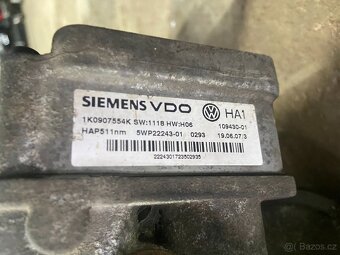 SIEMENS VDO HA1
1K0907554K SW:1118 HW:H06 109430-01
HAP511nm 5WP22243-01 0293 19.06.07/3
2224301723502935
Sbazoš.cz